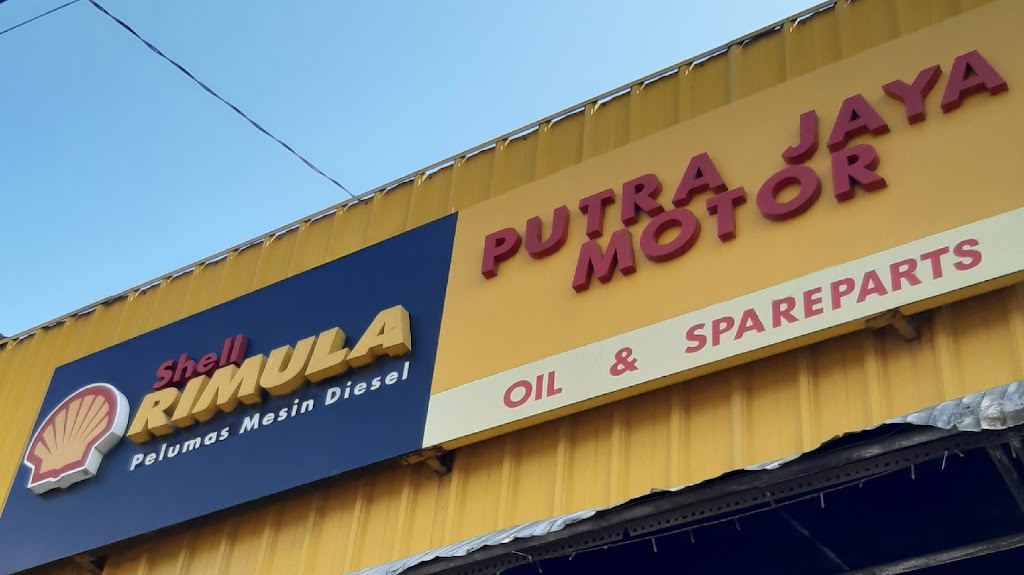 Shell
RIMULA
Pelumas Mesin Diesel
PUTRA JAYA
MOTOR
OIL & SPAREPARTS